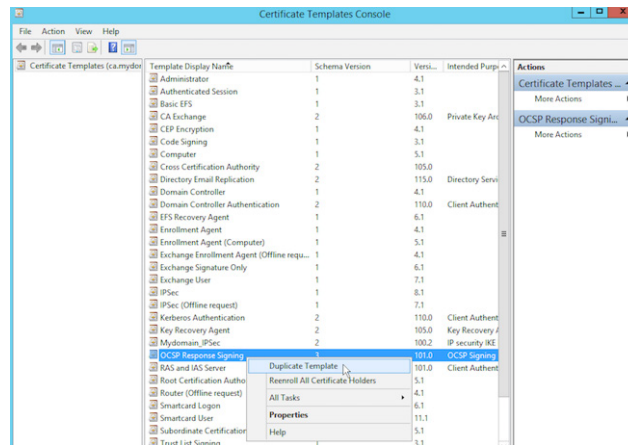 Certificate Templates Console
File Action View Help
Certificate Templates (ca.mydor
Template Display Name Schema Version Versi... Intended Purp
Administrator 1 4.1
Authenticated Session 1 3.1
Basic EFS 1 3.1
CA Exchange 2 106.0 Private Key Arc
CEP Encryption 1 4.1
Code Signing 1 3.1
Computer 1 5.1
Cross Certification Authority 2 105.0
Directory Email Replication 2 115.0 Directory Servi
Domain Controller 1 4.1
Domain Controller Authentication 2 110.0 Client Authent
EFS Recovery Agent 1 6.1
Enrollment Agent 1 4.1
Enrollment Agent (Computer) 1 5.1
Exchange Enrollment Agent (Offline requ... 1 4.1
Exchange Signature Only 1 6.1
Exchange User 1 7.1
IPSec 1 8.1
IPSec (Offline request) 1 7.1
Kerberos Authentication 2 110.0 Client Authent
Key Recovery Agent 2 105.0 Key Recovery A
Mydomain_IPSec 2 100.2 IP security IKE
OCSP Response Signing 3 101.0 OCSP Signing
RAS and IAS Server 101.0 Client Authent
Root Certification Autho 5.1
Router (Offline request) 4.1
Smartcard Logon 6.1
Smartcard User 11.1
Subordinate Certification 5.1
Trust List Signing 3.1
Duplicate Template
Reenroll All Certificate Holders
All Tasks
Properties
Help
Actions
Certificate Templates ...
More Actions
OCSP Response Signi...
More Actions